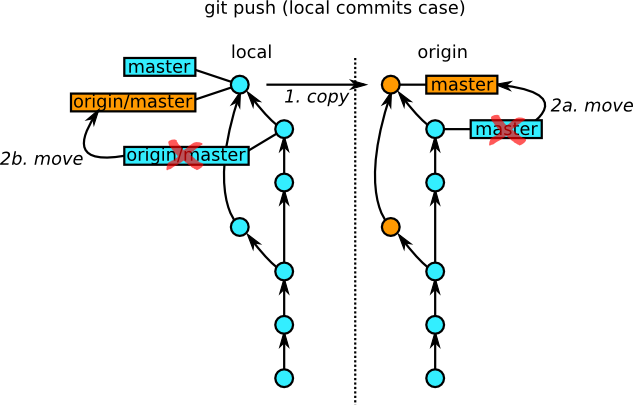 git push (local commits case)
local
origin
master
origin/master
1. copy
master
2a. move
master
2b. move
origin/master